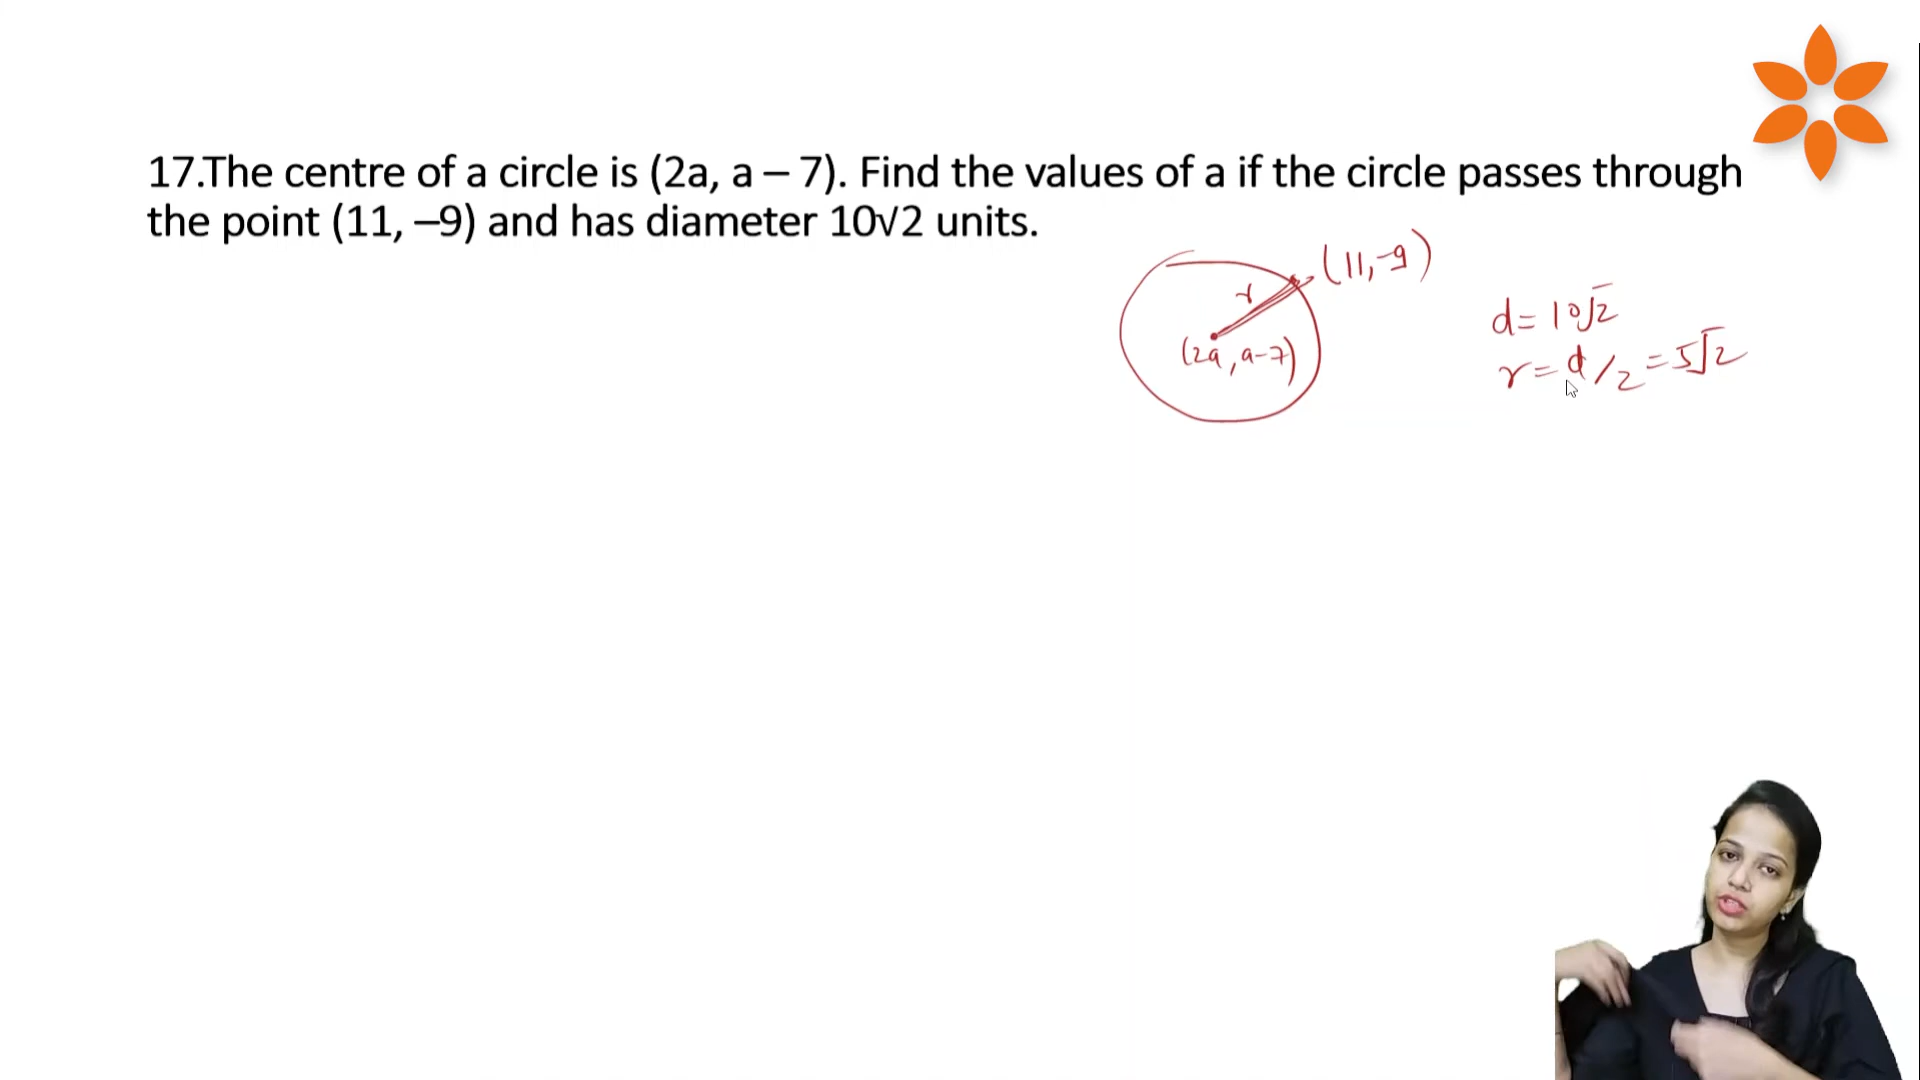 17.The centre of a circle is (2a, a – 7). Find the values of a if the circle passes through
the point (11, –9) and has diameter 10√2 units.
(11,-9)
r
(2a, a-7)
d= 10√2
r= d/2 = 5√2